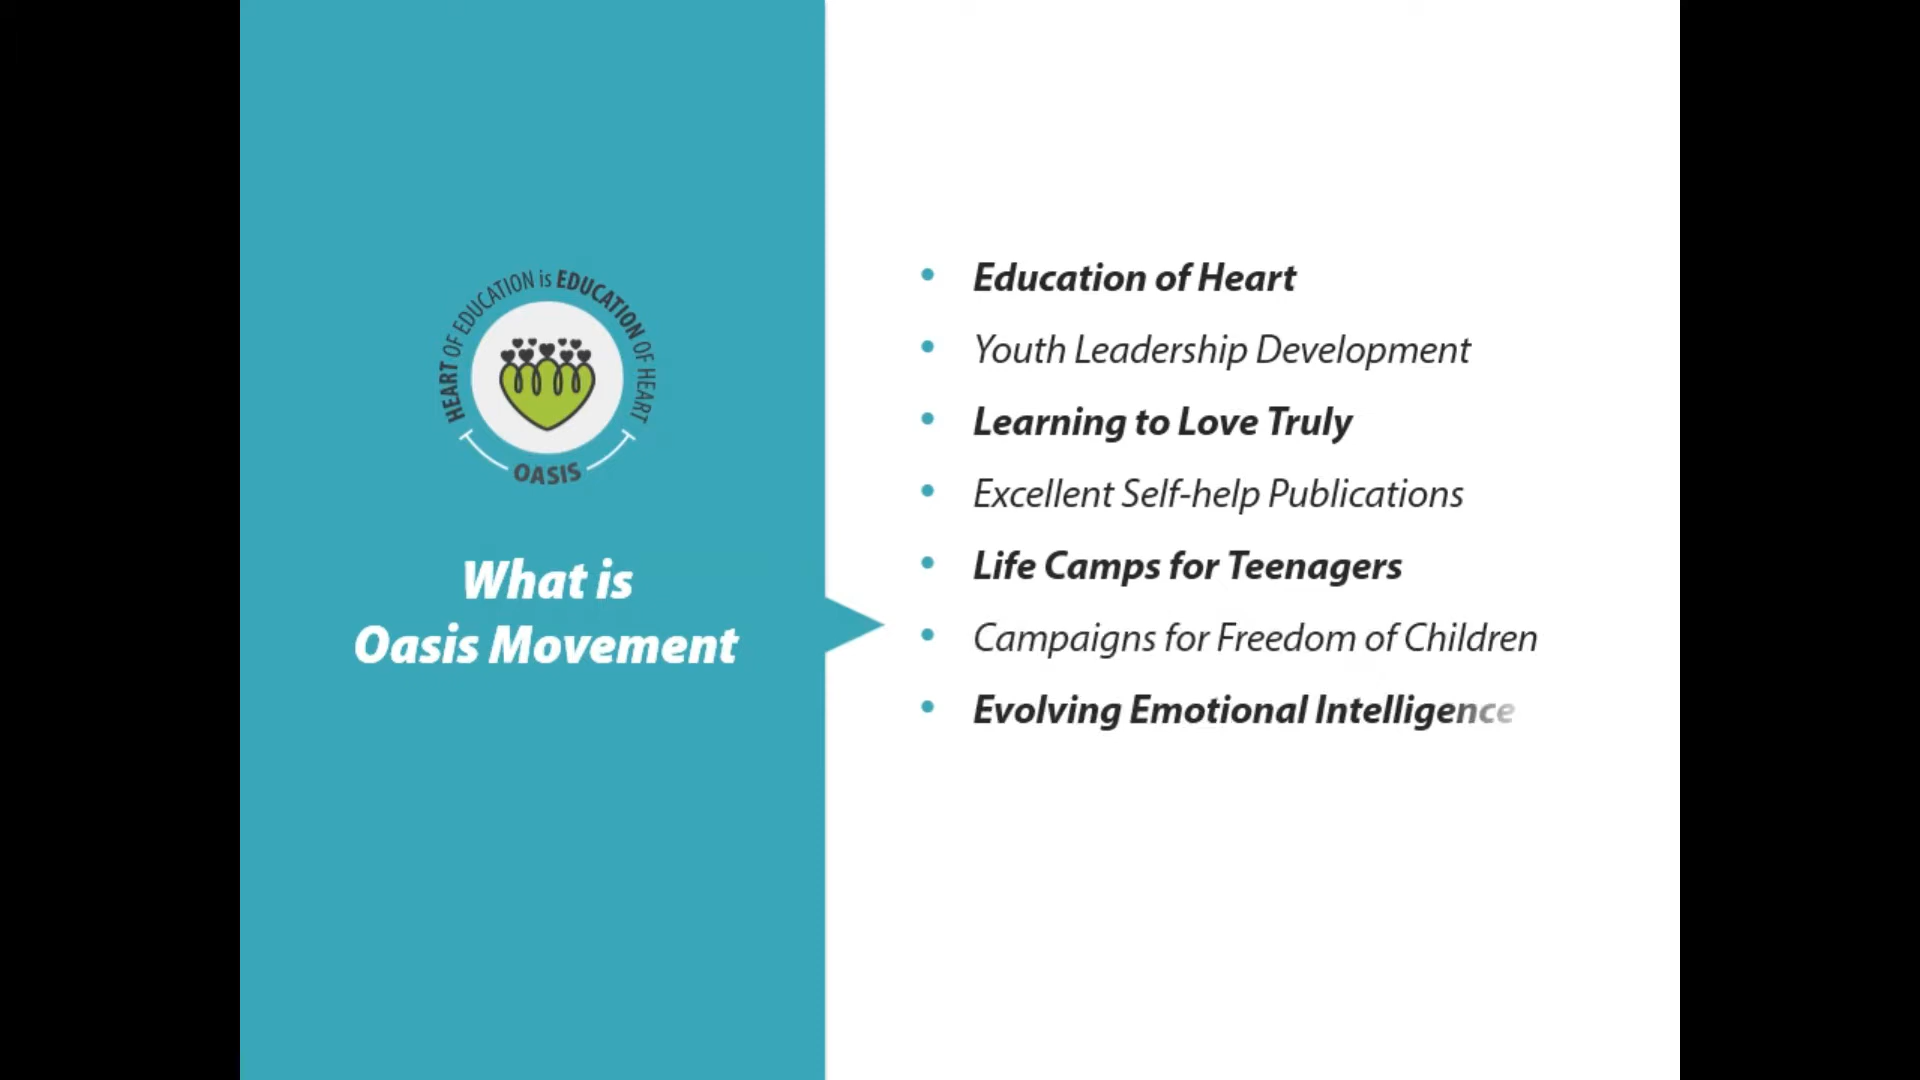 HEART OF EDUCATION is EDUCATION OF HEART
OASIS
What is
Oasis Movement
• Education of Heart
• Youth Leadership Development
• Learning to Love Truly
• Excellent Self-help Publications
• Life Camps for Teenagers
• Campaigns for Freedom of Children
• Evolving Emotional Intelligence